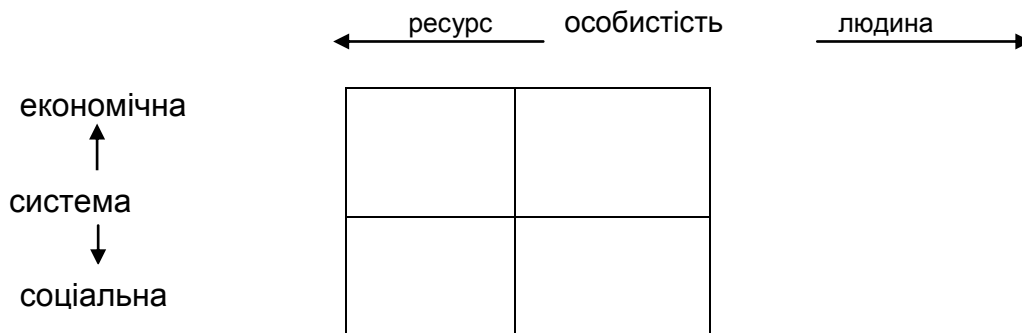 ресурс особистість людина
економічна
система
соціальна